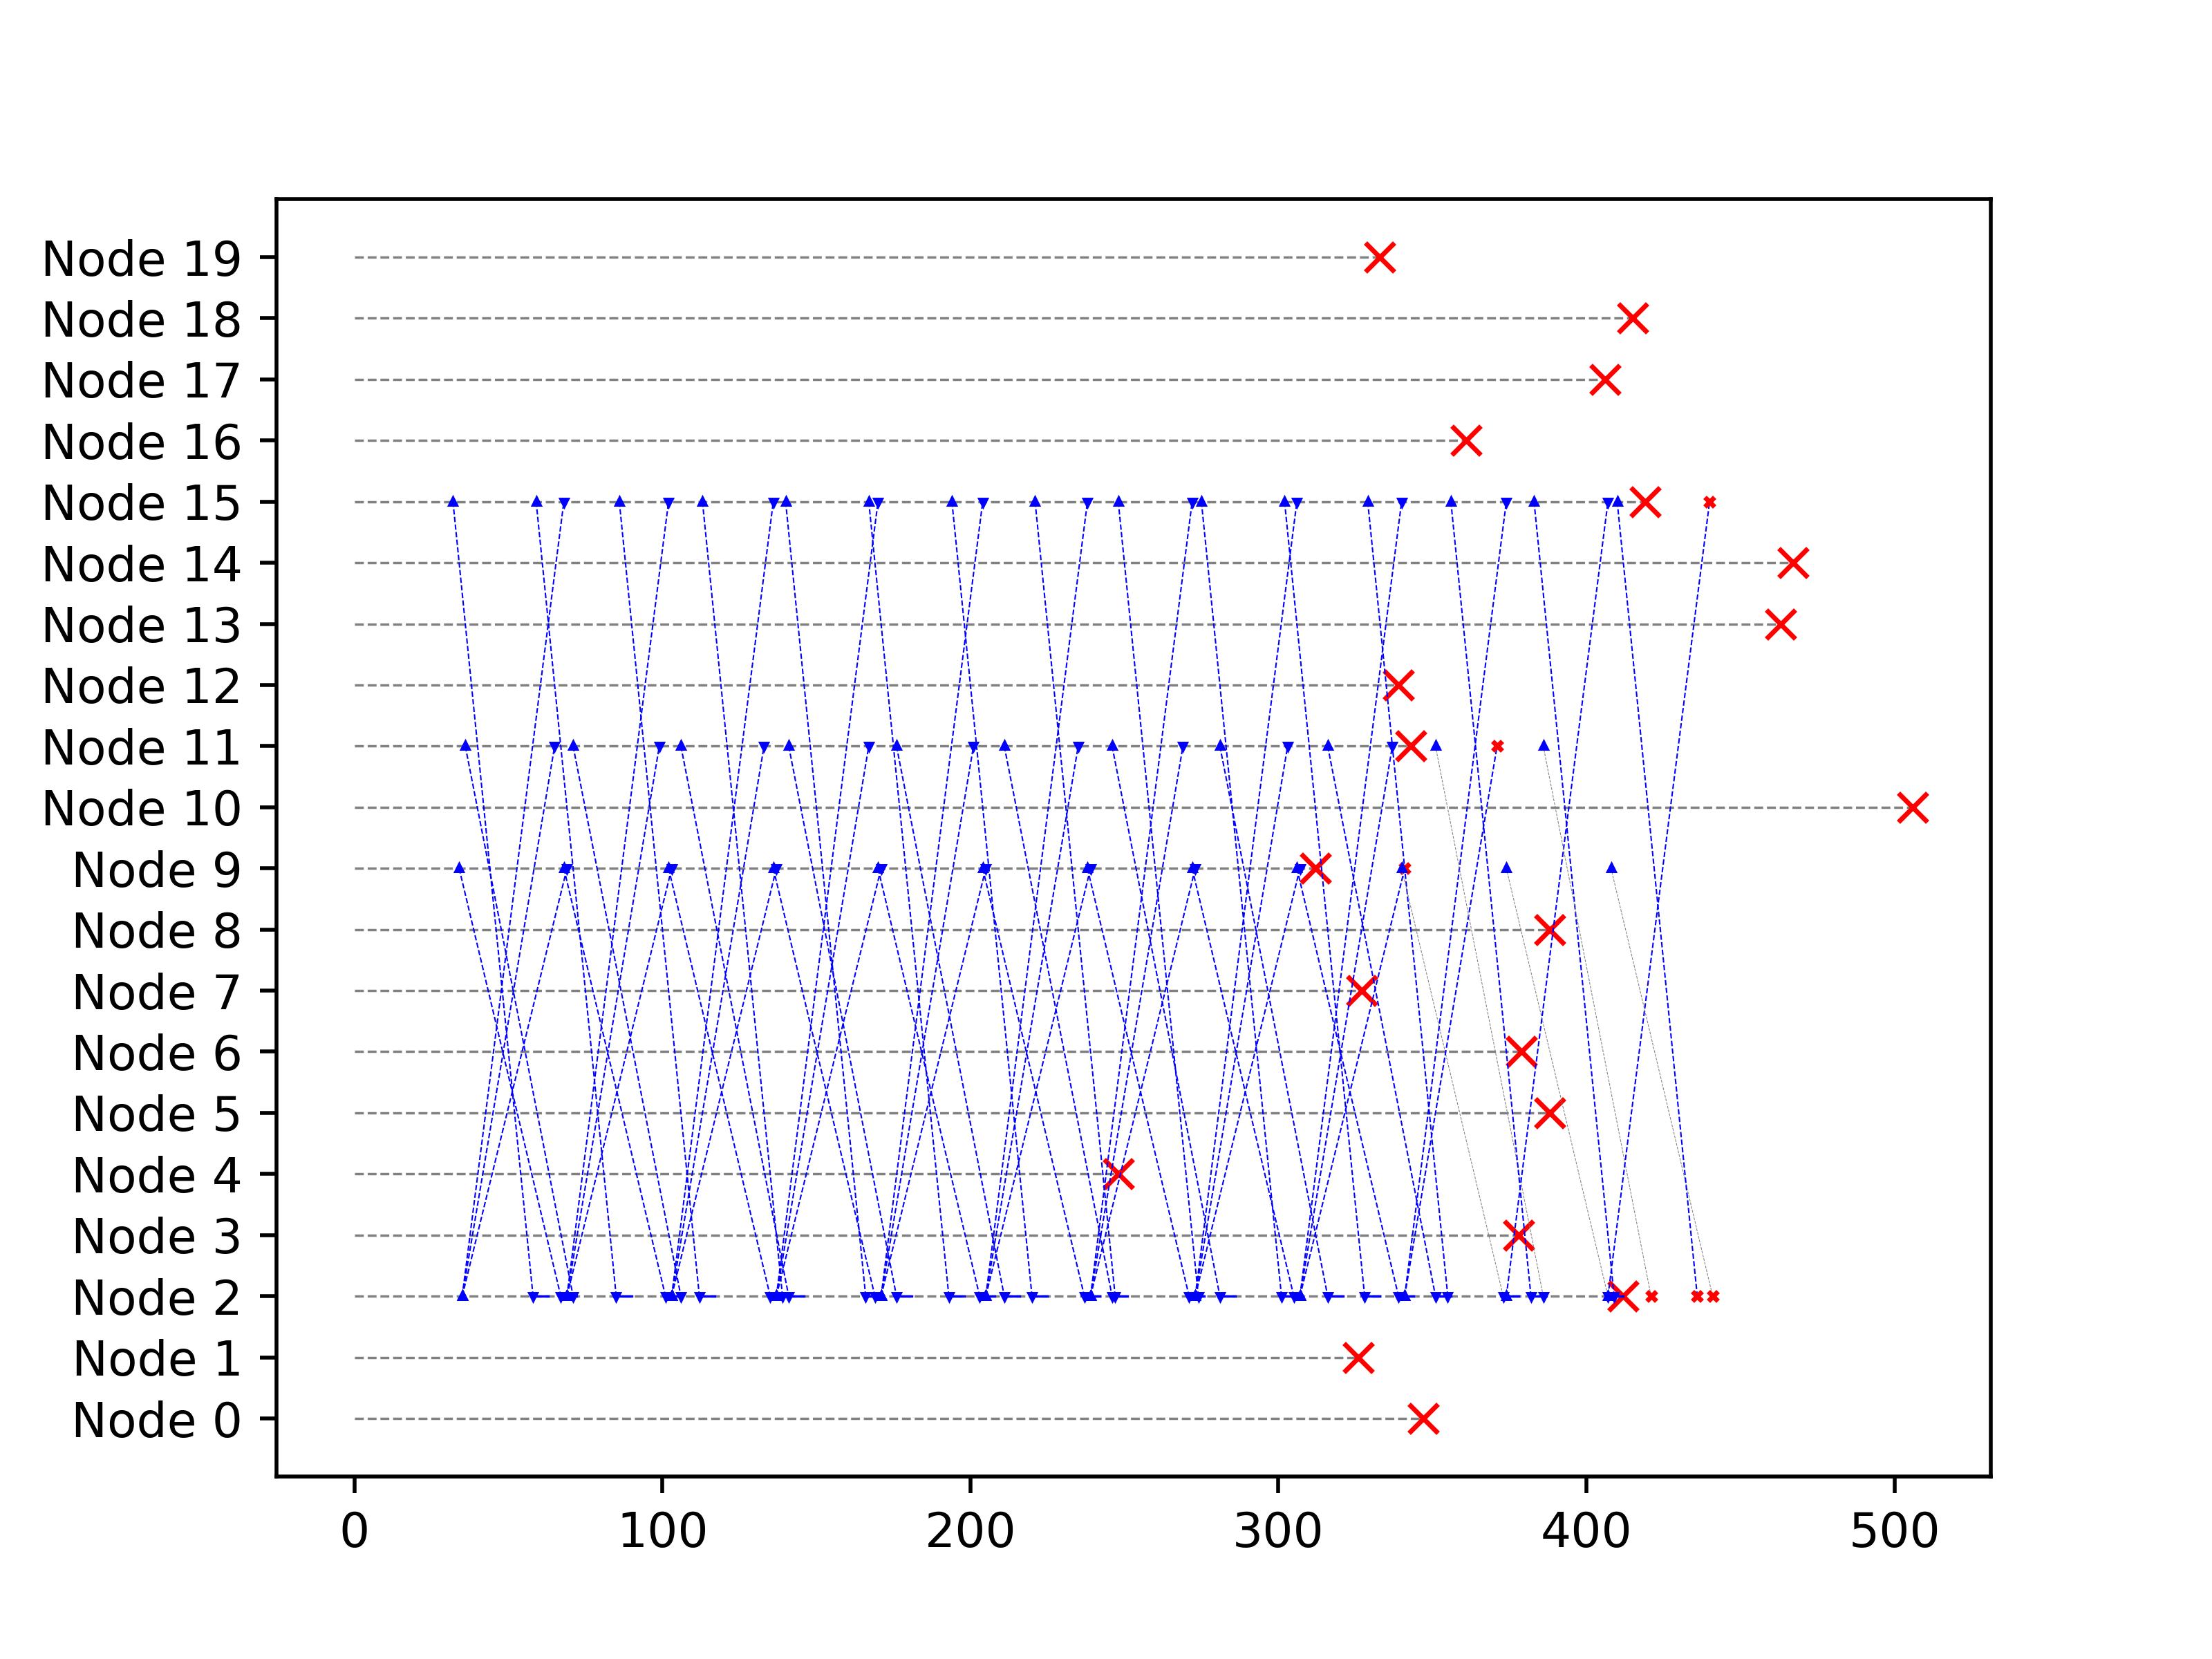 Node 19
Node 18
Node 17
Node 16
Node 15
Node 14
Node 13
Node 12
Node 11
Node 10
Node 9
Node 8
Node 7
Node 6
Node 5
Node 4
Node 3
Node 2
Node 1
Node 0
0 100 200 300 400 500